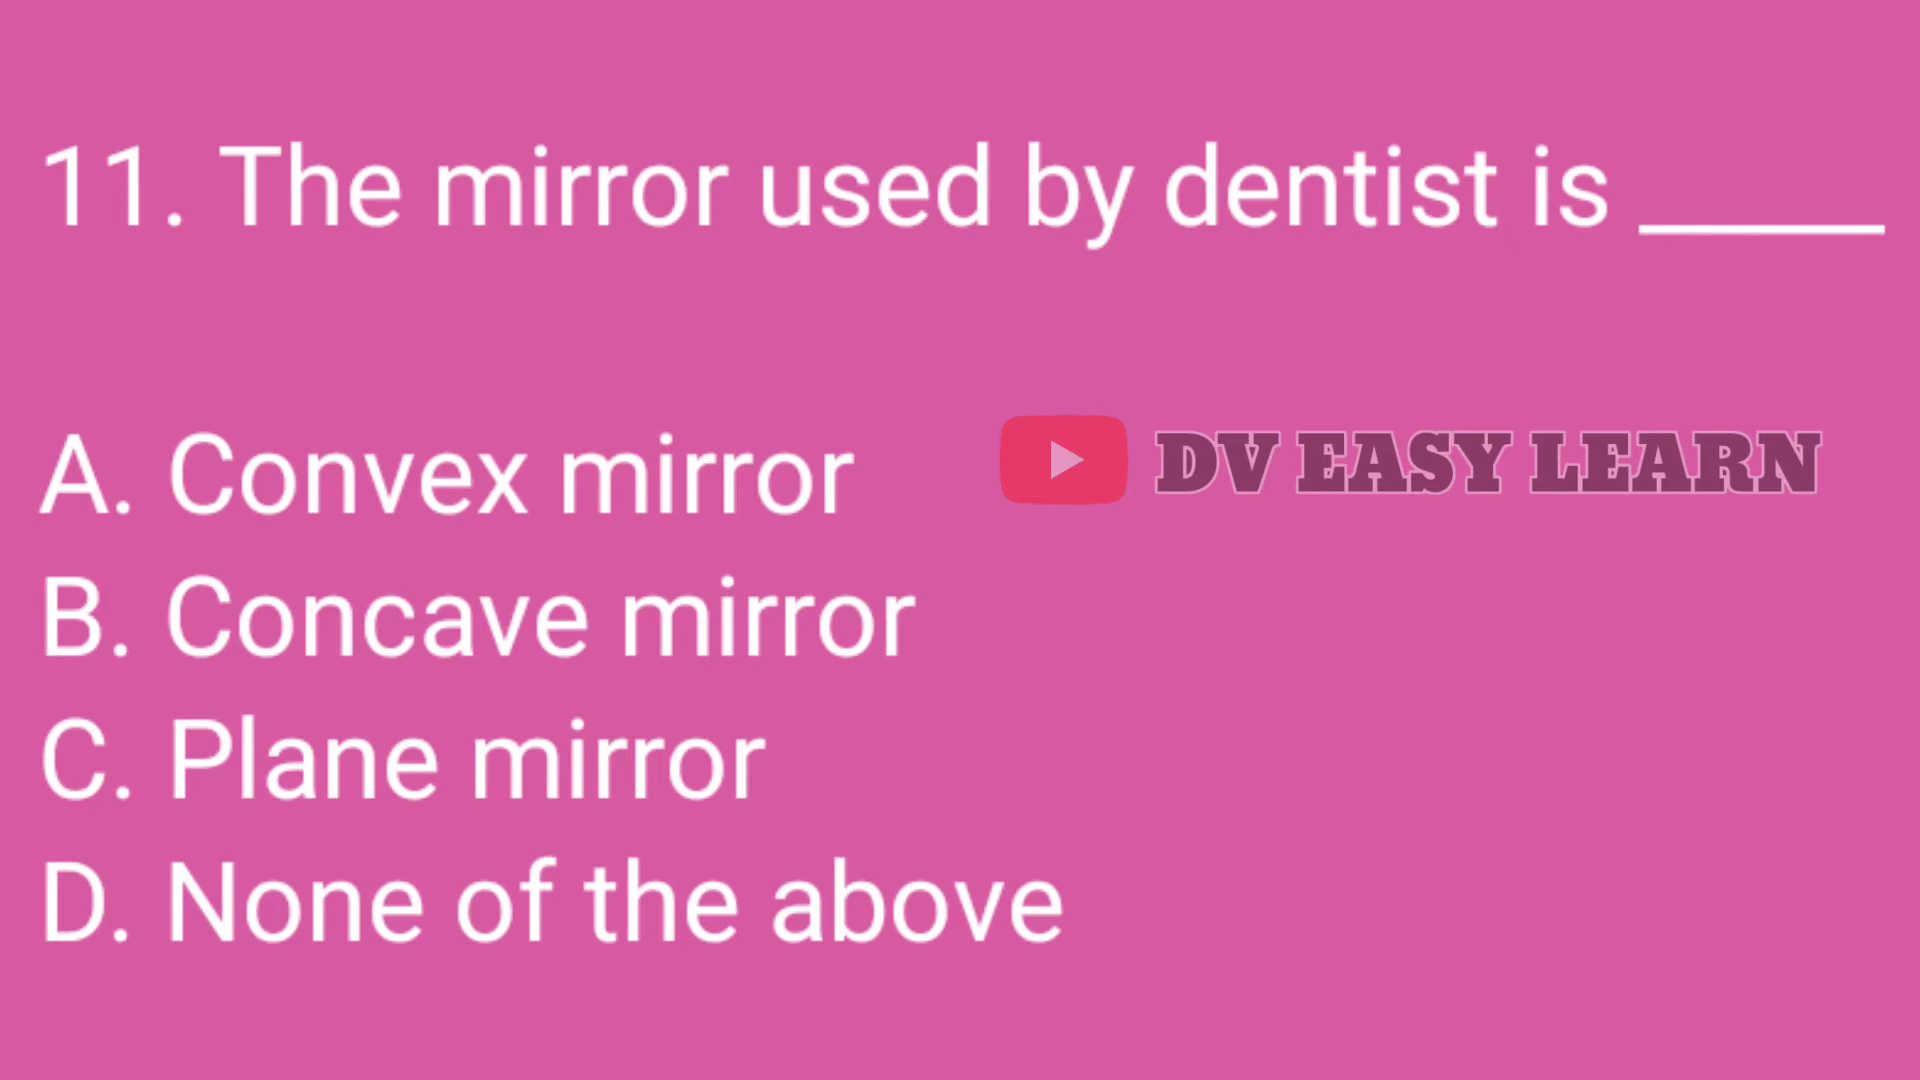 11. The mirror used by dentist is _____
A. Convex mirror
DV EASY LEARN
B. Concave mirror
C. Plane mirror
D. None of the above